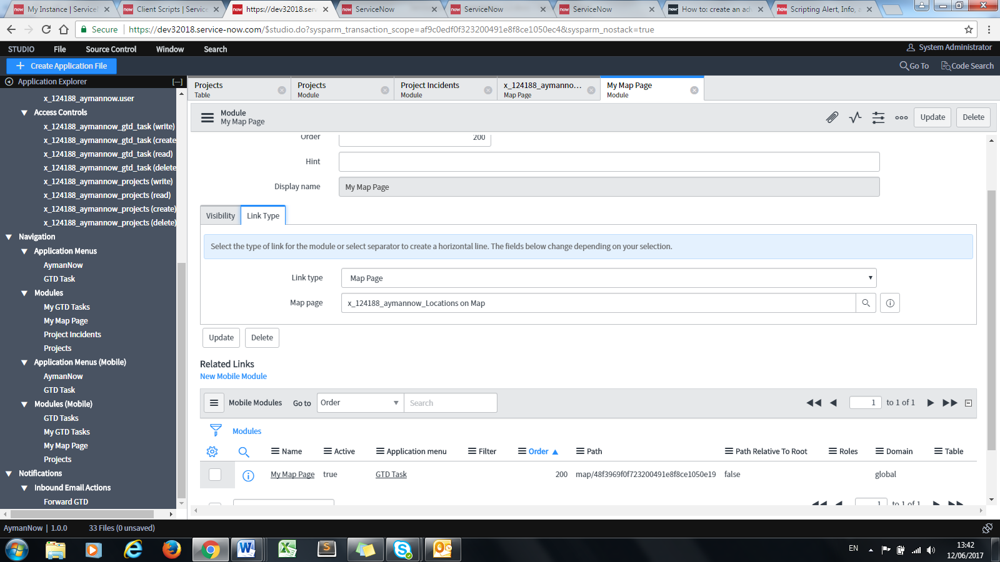 My Instance | Service
Client Scripts | Service
https://dev32018.ser
ServiceNow
ServiceNow
ServiceNow
How to: create an ad
Scripting Alert, Info, a
Secure
https://dev32018.service-now.com/$studio.do?sysparm_transaction_scope=af9c0edf0f323200491e8f8ce1050ec4&sysparm_nostack=true
STUDIO File Source Control Window Search
System Administrator
Create Application File
Go To
Code Search
Application Explorer
x_124188_aymannow.user
Access Controls
x_124188_aymannow_gtd_task (write)
x_124188_aymannow_gtd_task (create
x_124188_aymannow_gtd_task (read)
x_124188_aymannow_gtd_task (delete
x_124188_aymannow_projects (write)
x_124188_aymannow_projects (read)
x_124188_aymannow_projects (create)
x_124188_aymannow_projects (delete)
Navigation
Application Menus
AymanNow
GTD Task
Modules
My GTD Tasks
My Map Page
Project Incidents
Projects
Application Menus (Mobile)
AymanNow
GTD Task
Modules (Mobile)
GTD Tasks
My GTD Tasks
My Map Page
Projects
Notifications
Inbound Email Actions
Forward GTD
Projects
Table
Projects
Module
Project Incidents
Module
x_124188_aymanno...
Map Page
My Map Page
Module
Module
My Map Page
Update
Delete
Order
200
Hint
Display name
My Map Page
Visibility
Link Type
Select the type of link for the module or select separator to create a horizontal line. The fields below change depending on your selection.
Link type
Map Page
Map page
x_124188_aymannow_Locations on Map
Update
Delete
Related Links
New Mobile Module
Mobile Modules Go to Order Search
1 to 1 of 1
Modules
Name Active Application menu Filter Order Path Path Relative To Root Roles Domain Table
My Map Page true GTD Task 200 map/48f3969f0f723200491e8f8ce1050e19 false global
1 to 1 of 1
AymanNow | 1.0.0
33 Files (0 unsaved)
EN
13:42
12/06/2017